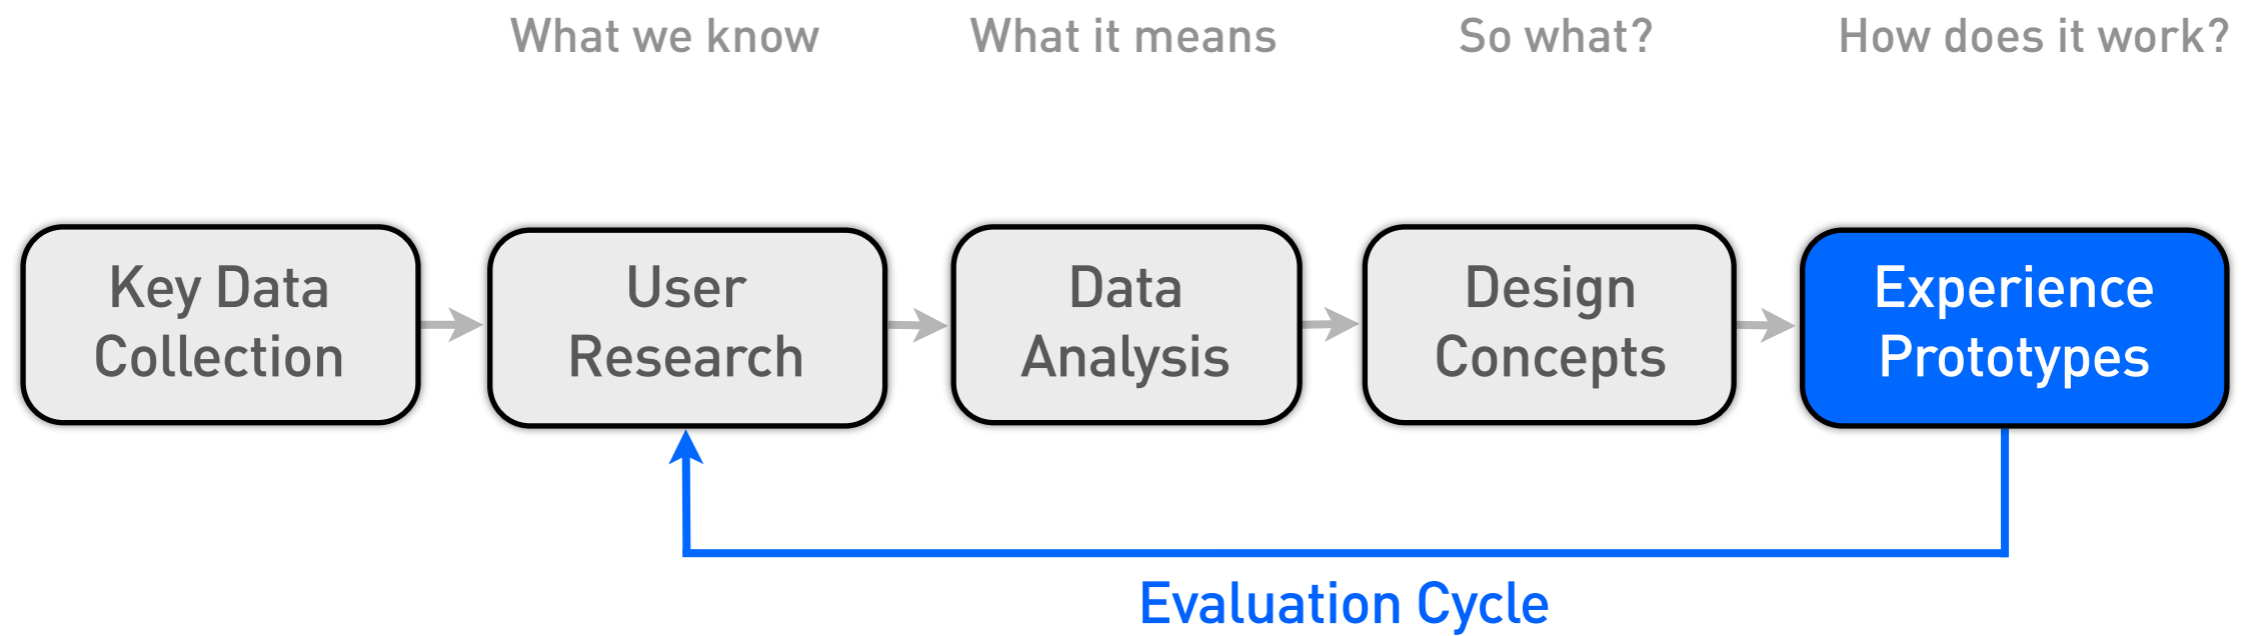 What we know
What it means
So what?
How does it work?
Key Data
Collection
User
Research
Data
Analysis
Design
Concepts
Experience
Prototypes
Evaluation Cycle